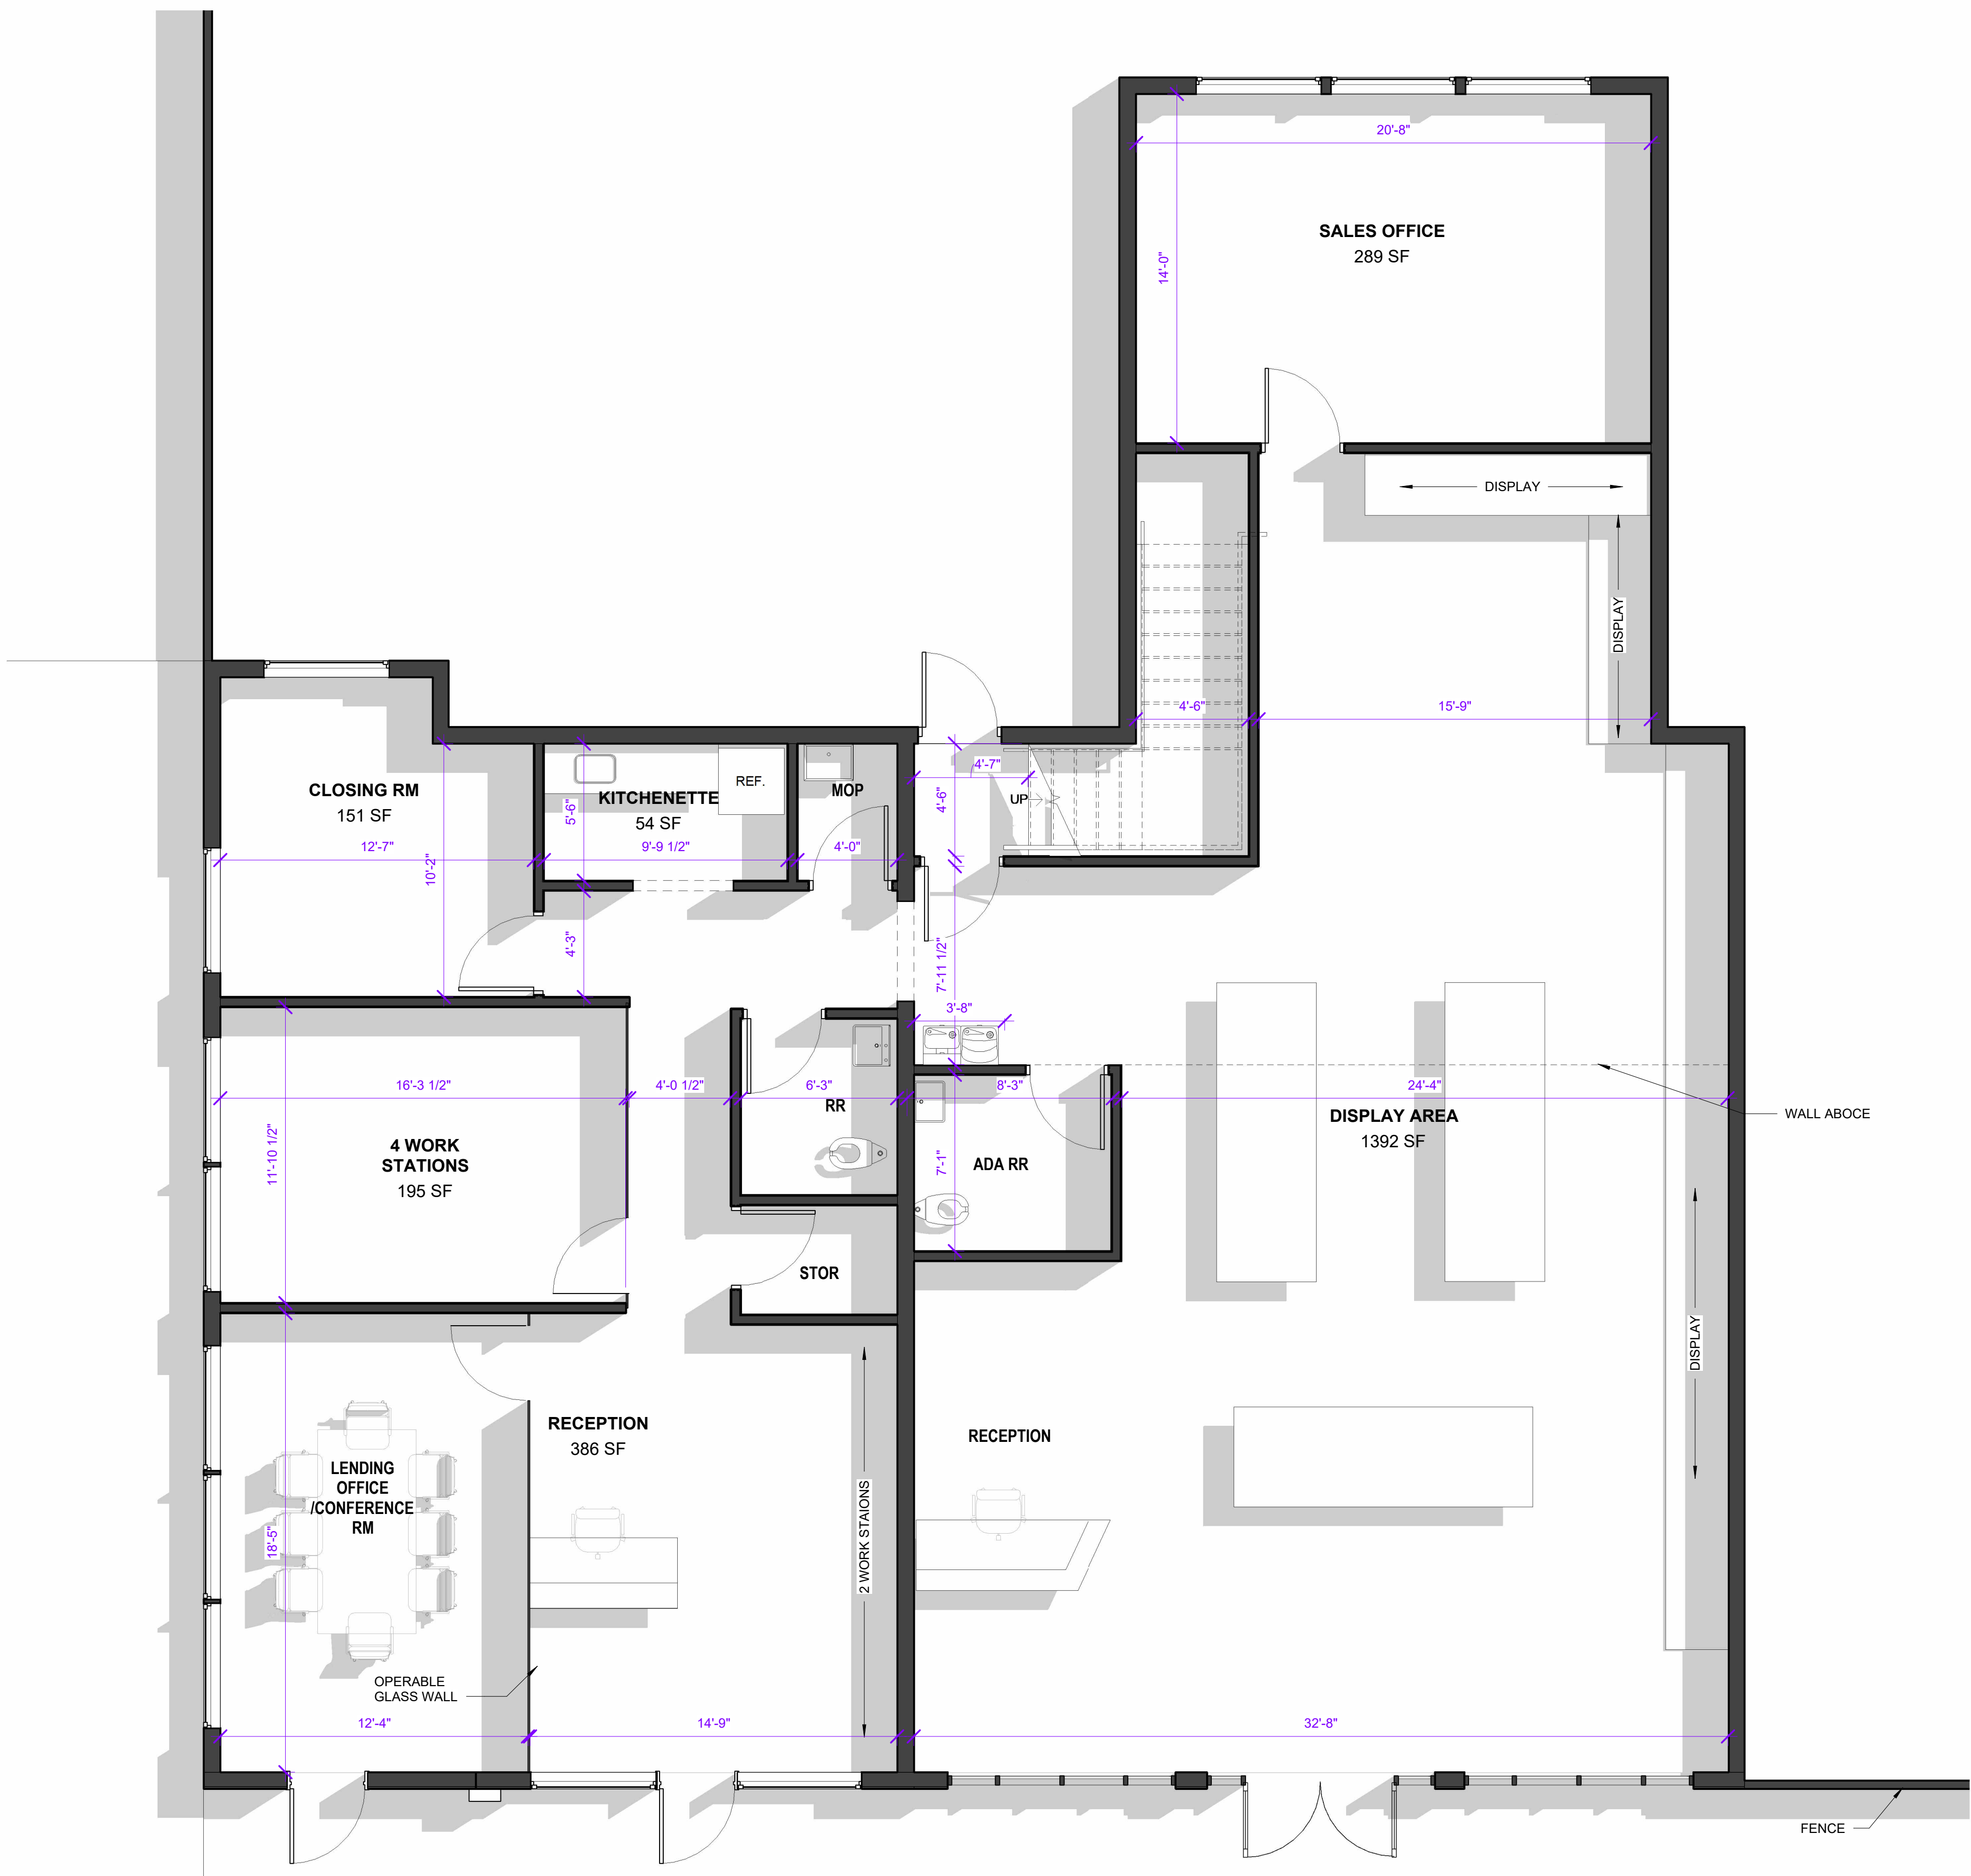 20'-8"
SALES OFFICE
289 SF
14'-0"
DISPLAY
DISPLAY
4'-6"
15'-9"
CLOSING RM
151 SF
12'-7"
10'-2"
5'-6"
KITCHENETTE
54 SF
9'-9 1/2"
REF.
MOP
4'-0"
4'-7"
4'-6"
UP
4'-3"
7'-11 1/2"
3'-8"
16'-3 1/2"
4'-0 1/2"
6'-3"
8'-3"
24'-4"
RR
DISPLAY AREA
1392 SF
WALL ABOCE
11'-10 1/2"
4 WORK
STATIONS
195 SF
7'-1"
ADA RR
STOR
DISPLAY
RECEPTION
386 SF
RECEPTION
LENDING
OFFICE
/CONFERENCE
RM
18'-5"
2 WORK STAIONS
OPERABLE
GLASS WALL
12'-4"
14'-9"
32'-8"
FENCE